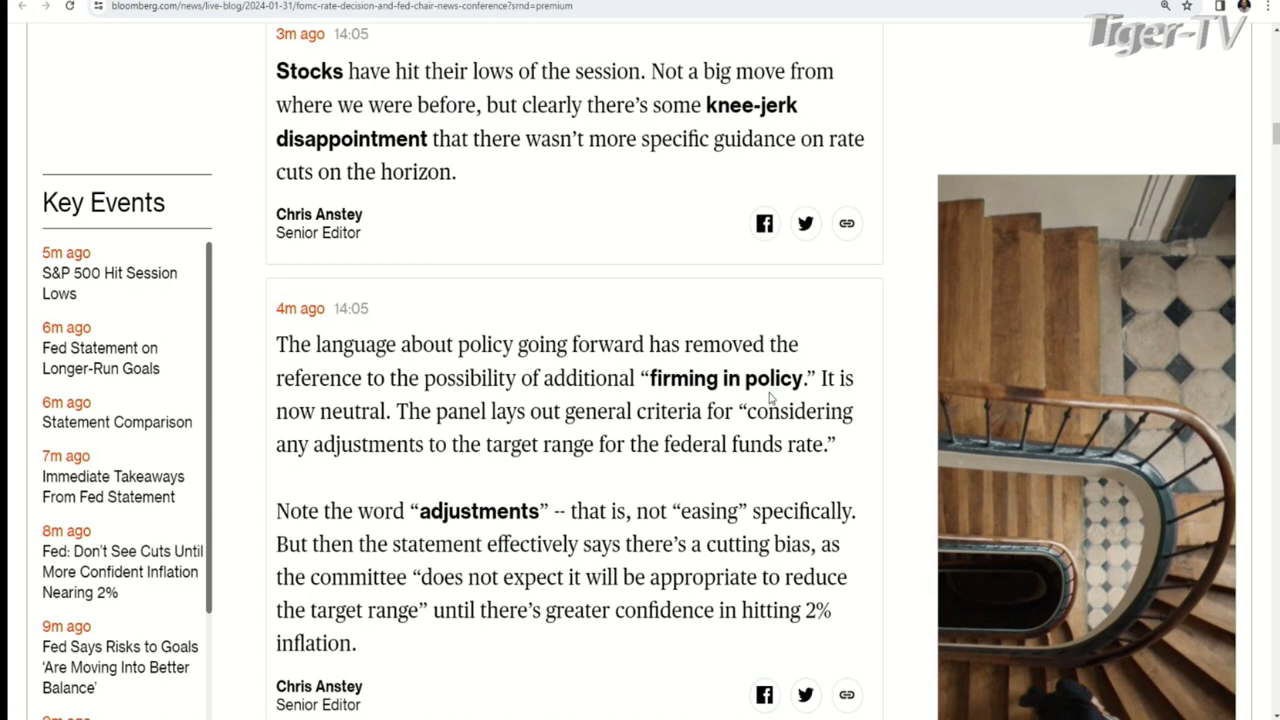 bloomberg.com/news/live-blog/2024-01-31/fomc-rate-decision-and-fed-chair-news-conference?srnd=premium
Tiger-TV
3m ago 14:05
Stocks have hit their lows of the session. Not a big move from
where we were before, but clearly there’s some knee-jerk
disappointment that there wasn’t more specific guidance on rate
cuts on the horizon.
Chris Anstey
Senior Editor
Key Events
5m ago
S&P 500 Hit Session
Lows
6m ago
Fed Statement on
Longer-Run Goals
6m ago
Statement Comparison
7m ago
Immediate Takeaways
From Fed Statement
8m ago
Fed: Don’t See Cuts Until
More Confident Inflation
Nearing 2%
9m ago
Fed Says Risks to Goals
‘Are Moving Into Better
Balance’
4m ago 14:05
The language about policy going forward has removed the
reference to the possibility of additional “firming in policy.” It is
now neutral. The panel lays out general criteria for “considering
any adjustments to the target range for the federal funds rate.”
Note the word “adjustments” -- that is, not “easing” specifically.
But then the statement effectively says there’s a cutting bias, as
the committee “does not expect it will be appropriate to reduce
the target range” until there’s greater confidence in hitting 2%
inflation.
Chris Anstey
Senior Editor